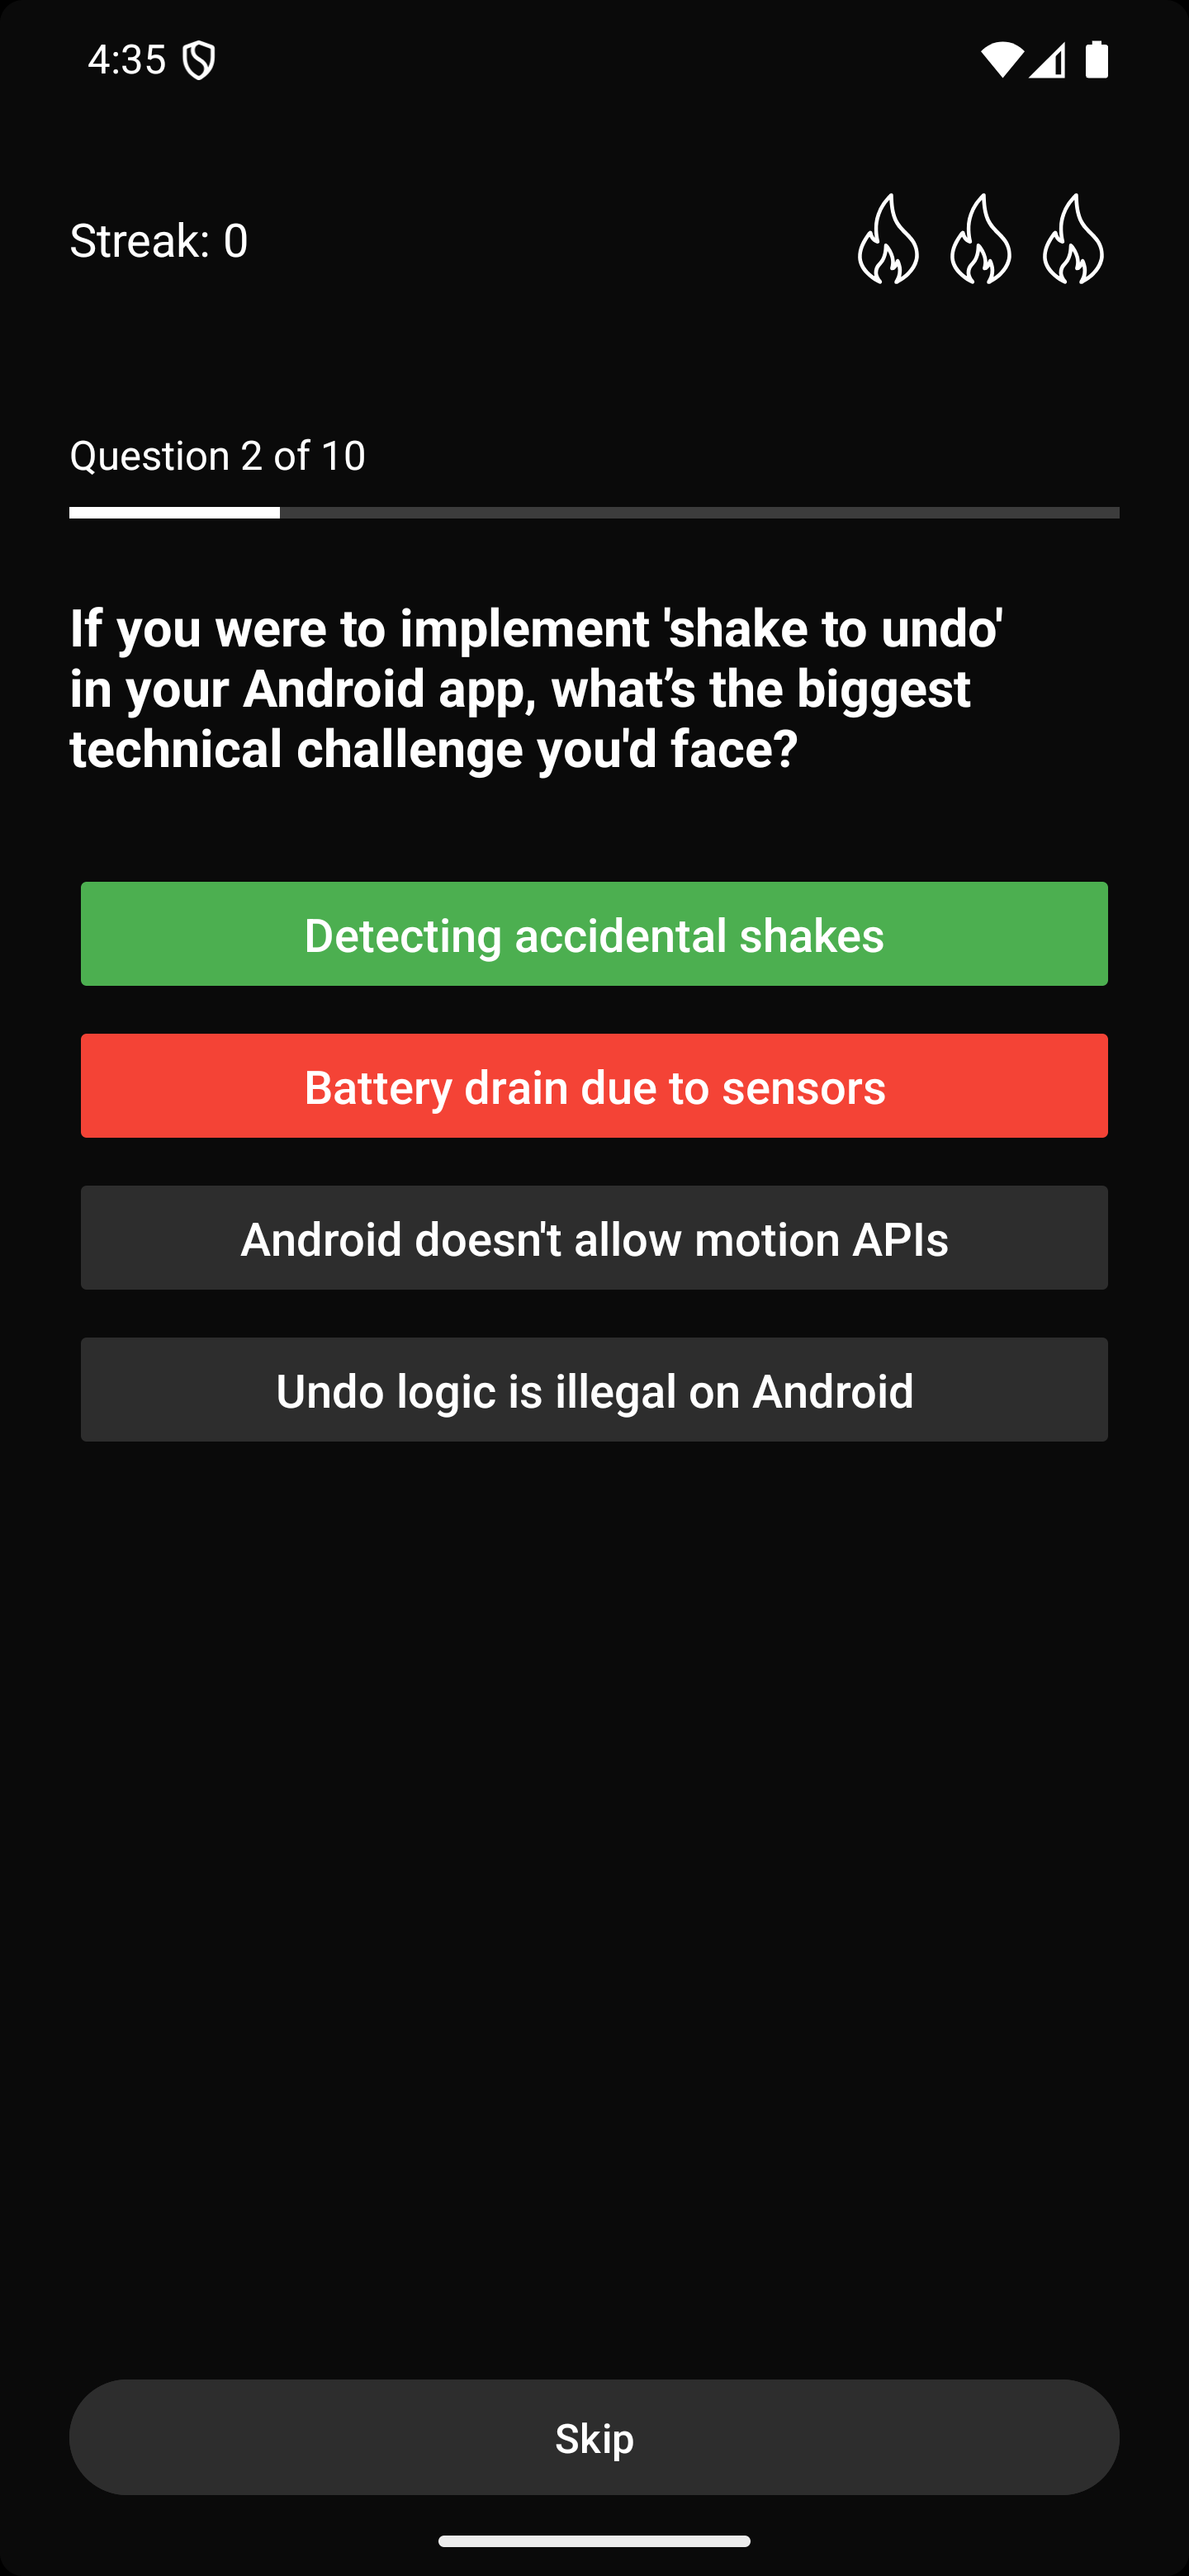 4:35
Streak: 0
Question 2 of 10
If you were to implement 'shake to undo'
in your Android app, what’s the biggest
technical challenge you'd face?
Detecting accidental shakes
Battery drain due to sensors
Android doesn't allow motion APIs
Undo logic is illegal on Android
Skip